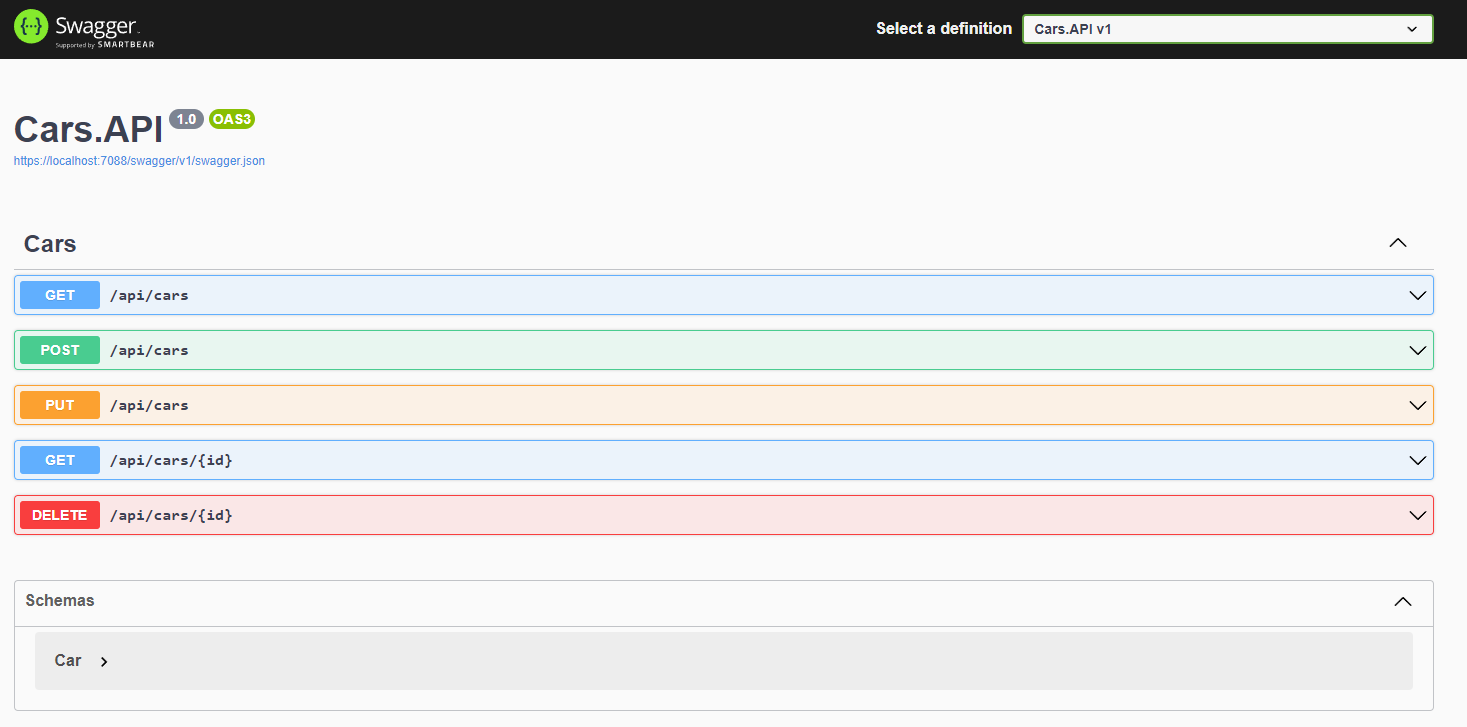 Swagger.
Supported by SMARTBEAR
Select a definition
Cars.API v1
Cars.API 1.0 OAS3
https://localhost:7088/swagger/v1/swagger.json
Cars
GET /api/cars
POST /api/cars
PUT /api/cars
GET /api/cars/{id}
DELETE /api/cars/{id}
Schemas
Car